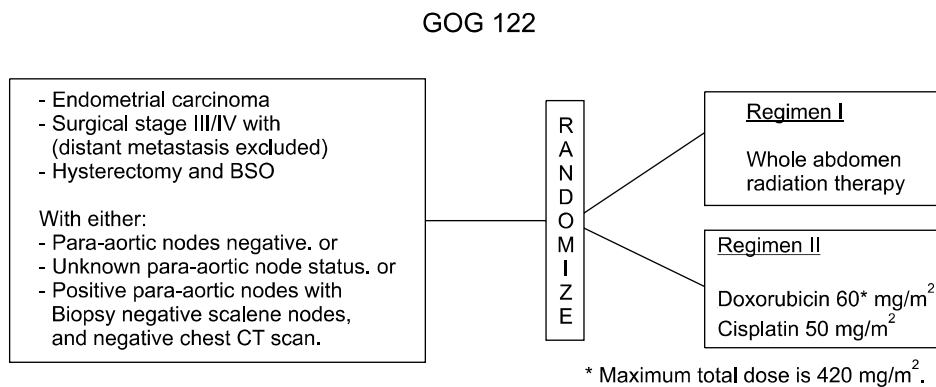 GOG 122
- Endometrial carcinoma
- Surgical stage III/IV with
(distant metastasis excluded)
- Hysterectomy and BSO
With either:
- Para-aortic nodes negative. or
- Unknown para-aortic node status. or
- Positive para-aortic nodes with
Biopsy negative scalene nodes,
and negative chest CT scan.
RANDOMIZE
Regimen I
Whole abdomen
radiation therapy
Regimen II
Doxorubicin 60* mg/m²
Cisplatin 50 mg/m²
* Maximum total dose is 420 mg/m².